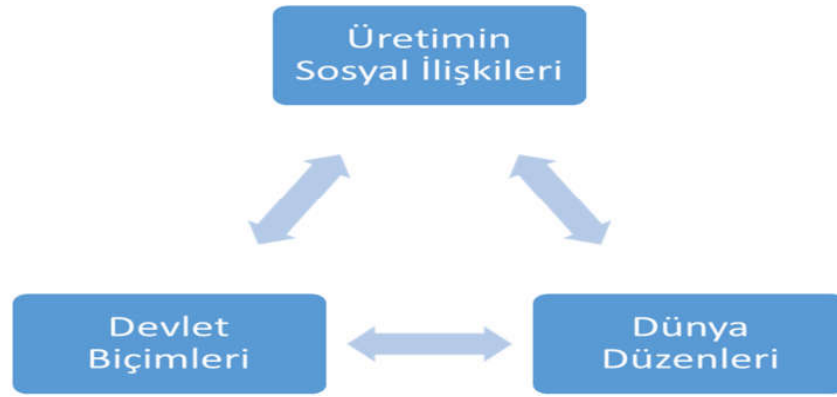 Üretimin
Sosyal İlişkileri
Devlet
Biçimleri
Dünya
Düzenleri